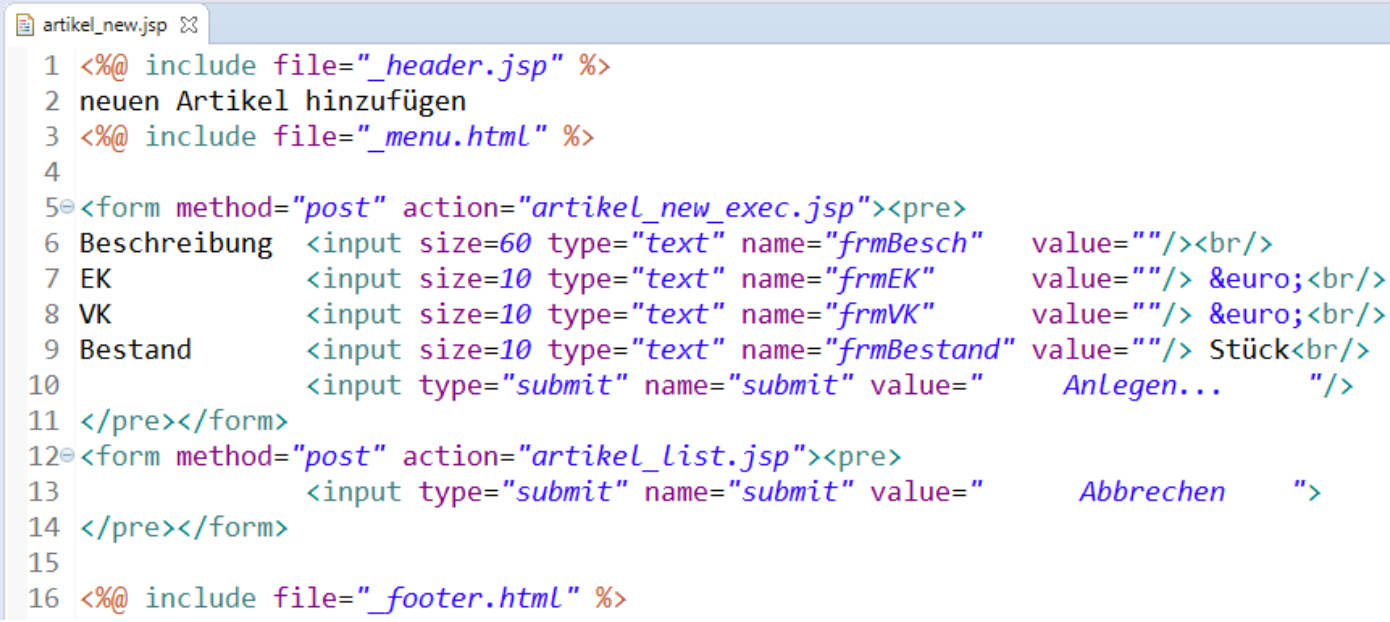 artikel_new.jsp
1 <%@ include file="_header.jsp" %>
2 neuen Artikel hinzufügen
3 <%@ include file="_menu.html" %>
4
5 <form method="post" action="artikel_new_exec.jsp"><pre>
6 Beschreibung  <input size=60 type="text" name="frmBesch"   value=""/><br/>
7 EK            <input size=10 type="text" name="frmEK"      value=""/> &euro;<br/>
8 VK            <input size=10 type="text" name="frmVK"      value=""/> &euro;<br/>
9 Bestand       <input size=10 type="text" name="frmBestand" value=""/> Stück<br/>
10               <input type="submit" name="submit" value="     Anlegen...     "/>
11 </pre></form>
12 <form method="post" action="artikel_list.jsp"><pre>
13               <input type="submit" name="submit" value="      Abbrechen    ">
14 </pre></form>
15
16 <%@ include file="_footer.html" %>